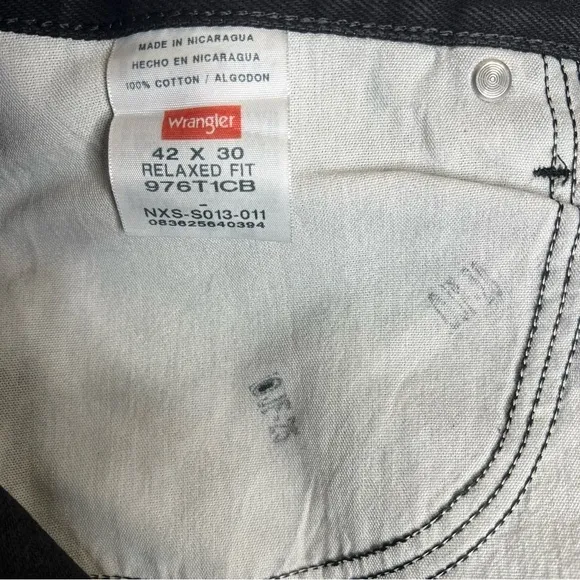 MADE IN NICARAGUA
HECHO EN NICARAGUA
100% COTTON / ALGODON
Wrangler
42 X 30
RELAXED FIT
976T1CB
-
NXS-S013-011
083625640394